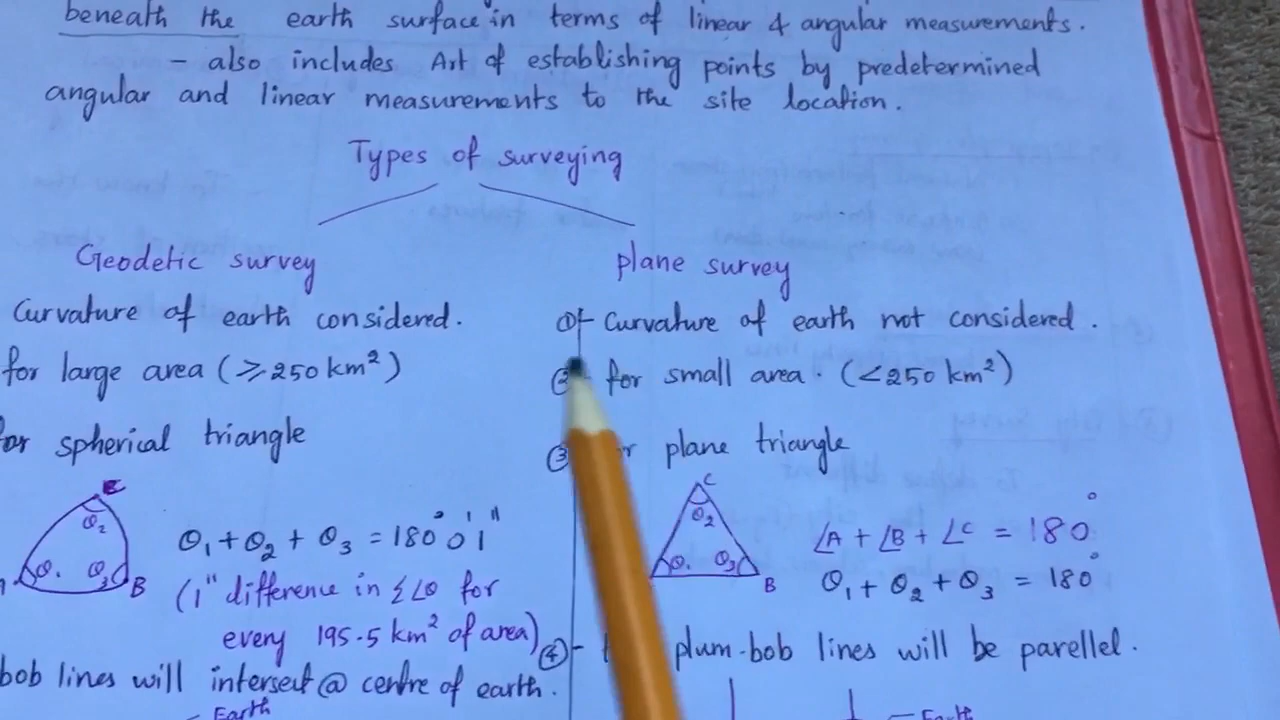 beneath the earth surface in terms of linear & angular measurements.
- also includes Art of establishing points by predetermined
angular and linear measurements to the site location.
Types of surveying
Geodetic survey
Curvature of earth considered.
for large area (≥250 km²)
for spherical triangle
θ₂
θ₁ θ₃ B
θ₁ + θ₂ + θ₃ = 180° 0' 1"
(1" difference in ΣLθ for
every 195.5 km² of area)
bob lines will intersect @ centre of earth.
Earth
plane survey
①- Curvature of earth not considered.
②- for small area. (<250 km²)
③ plane triangle
C
θ₂
θ₁ θ₃
B
∠A + ∠B + ∠C = 180°
θ₁ + θ₂ + θ₃ = 180°
④- plum-bob lines will be parellel.
Earth